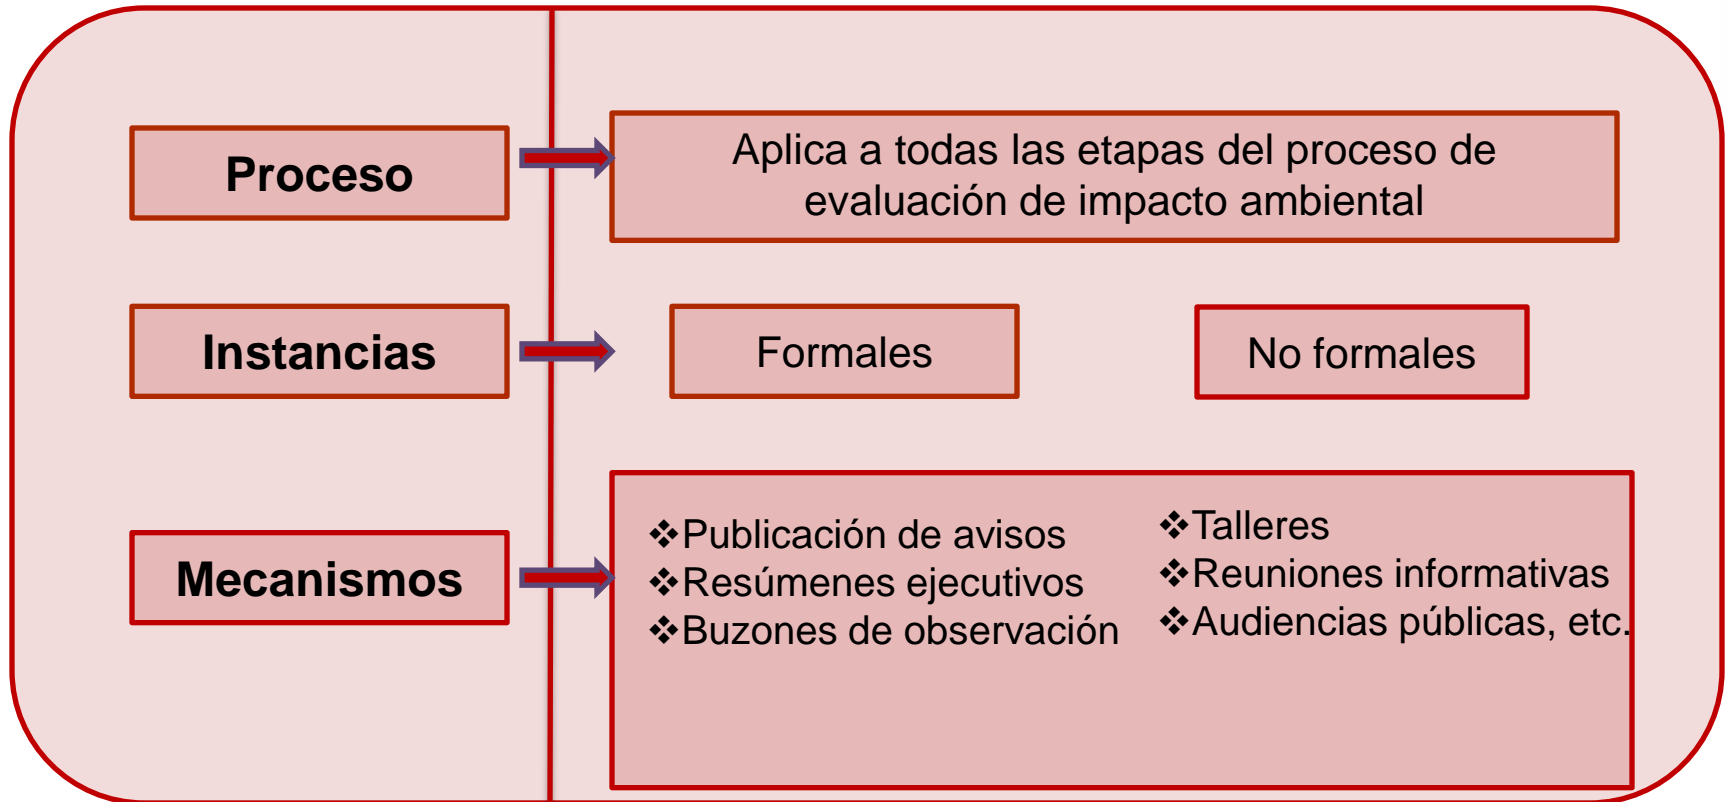 Proceso
Aplica a todas las etapas del proceso de
evaluación de impacto ambiental
Instancias
Formales
No formales
Mecanismos
❖Publicación de avisos
❖Resúmenes ejecutivos
❖Buzones de observación
❖Talleres
❖Reuniones informativas
❖Audiencias públicas, etc.